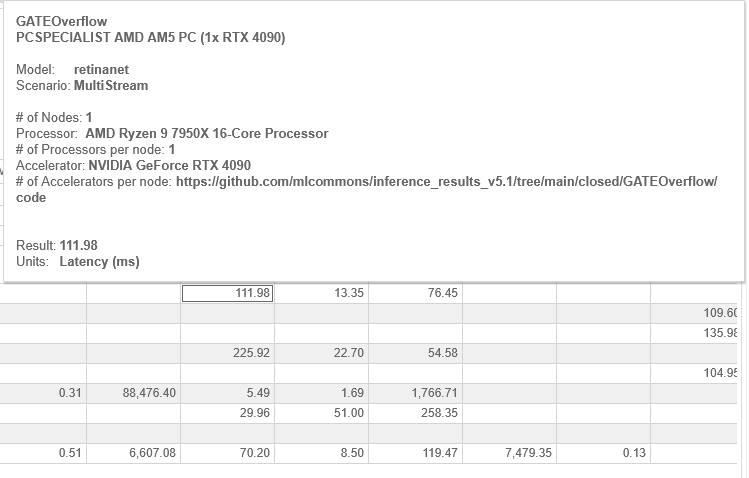 GATEOverflow
PCSPECIALIST AMD AM5 PC (1x RTX 4090)
Model: retinanet
Scenario: MultiStream
# of Nodes: 1
Processor: AMD Ryzen 9 7950X 16-Core Processor
# of Processors per node: 1
Accelerator: NVIDIA GeForce RTX 4090
# of Accelerators per node: https://github.com/mlcommons/inference_results_v5.1/tree/main/closed/GATEOverflow/
code
Result: 111.98
Units: Latency (ms)
111.98 13.35 76.45
109.60
135.98
225.92 22.70 54.58
104.95
0.31 88,476.40 5.49 1.69 1,766.71
29.96 51.00 258.35
0.51 6,607.08 70.20 8.50 119.47 7,479.35 0.13